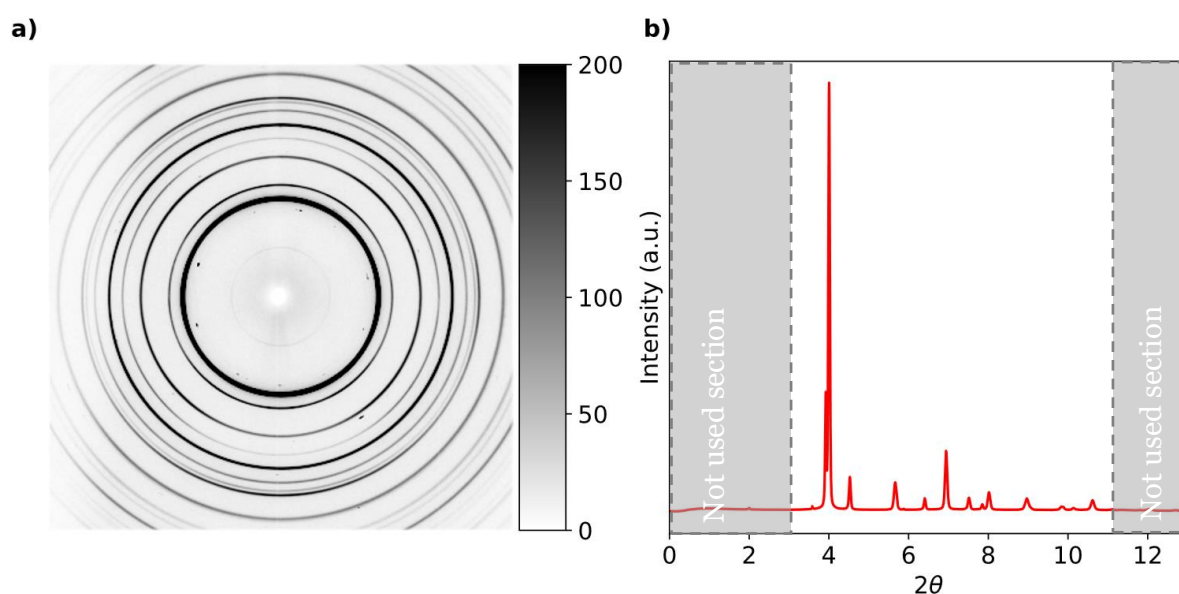 a)
200
150
100
50
0
b)
Intensity (a.u.)
Not used section
Not used section
0 2 4 6 8 10 12
2θ